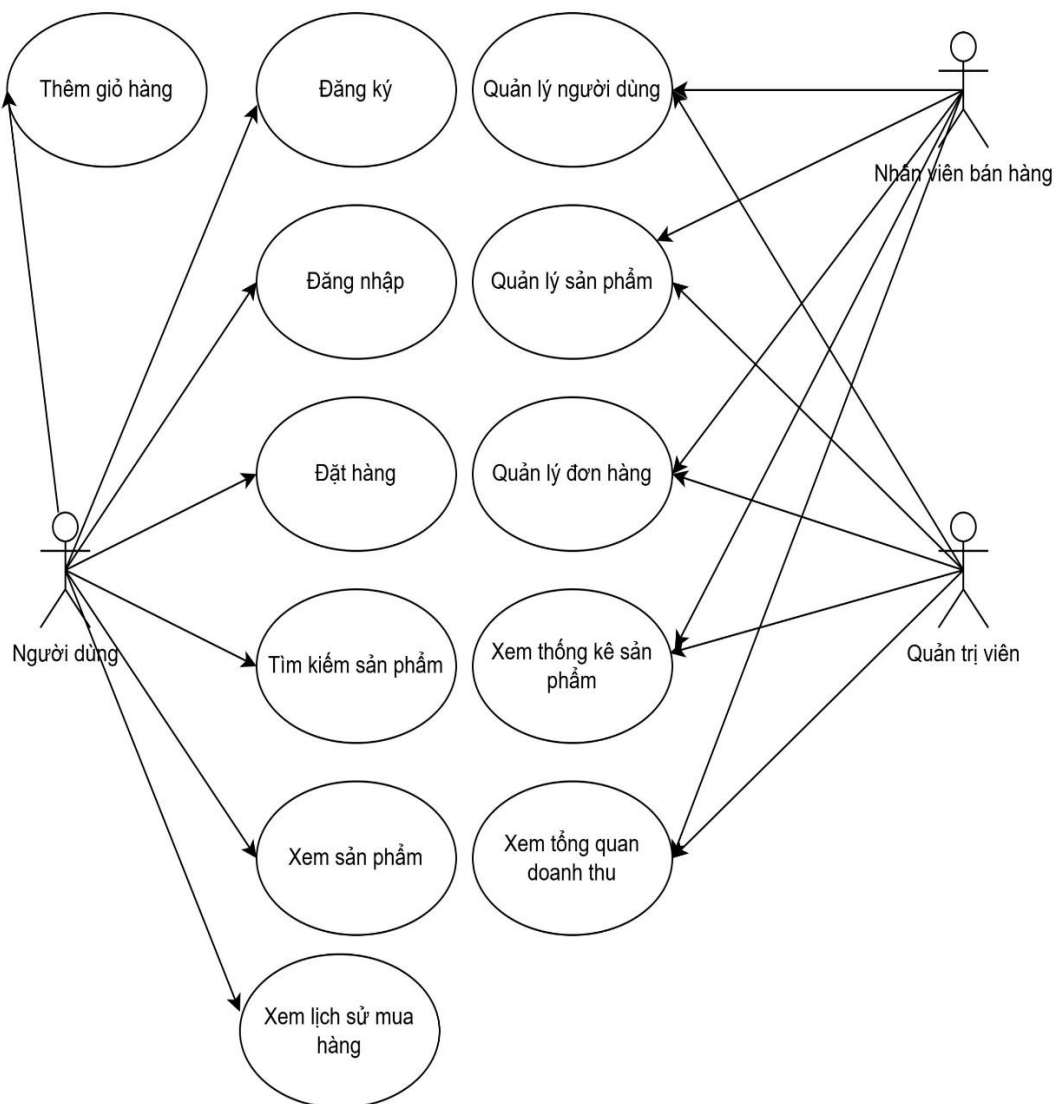 Thêm giỏ hàng
Đăng ký
Quản lý người dùng
Nhân viên bán hàng
Đăng nhập
Quản lý sản phẩm
Đặt hàng
Quản lý đơn hàng
Người dùng
Tìm kiếm sản phẩm
Xem thống kê sản
phẩm
Quản trị viên
Xem sản phẩm
Xem tổng quan
doanh thu
Xem lịch sử mua
hàng